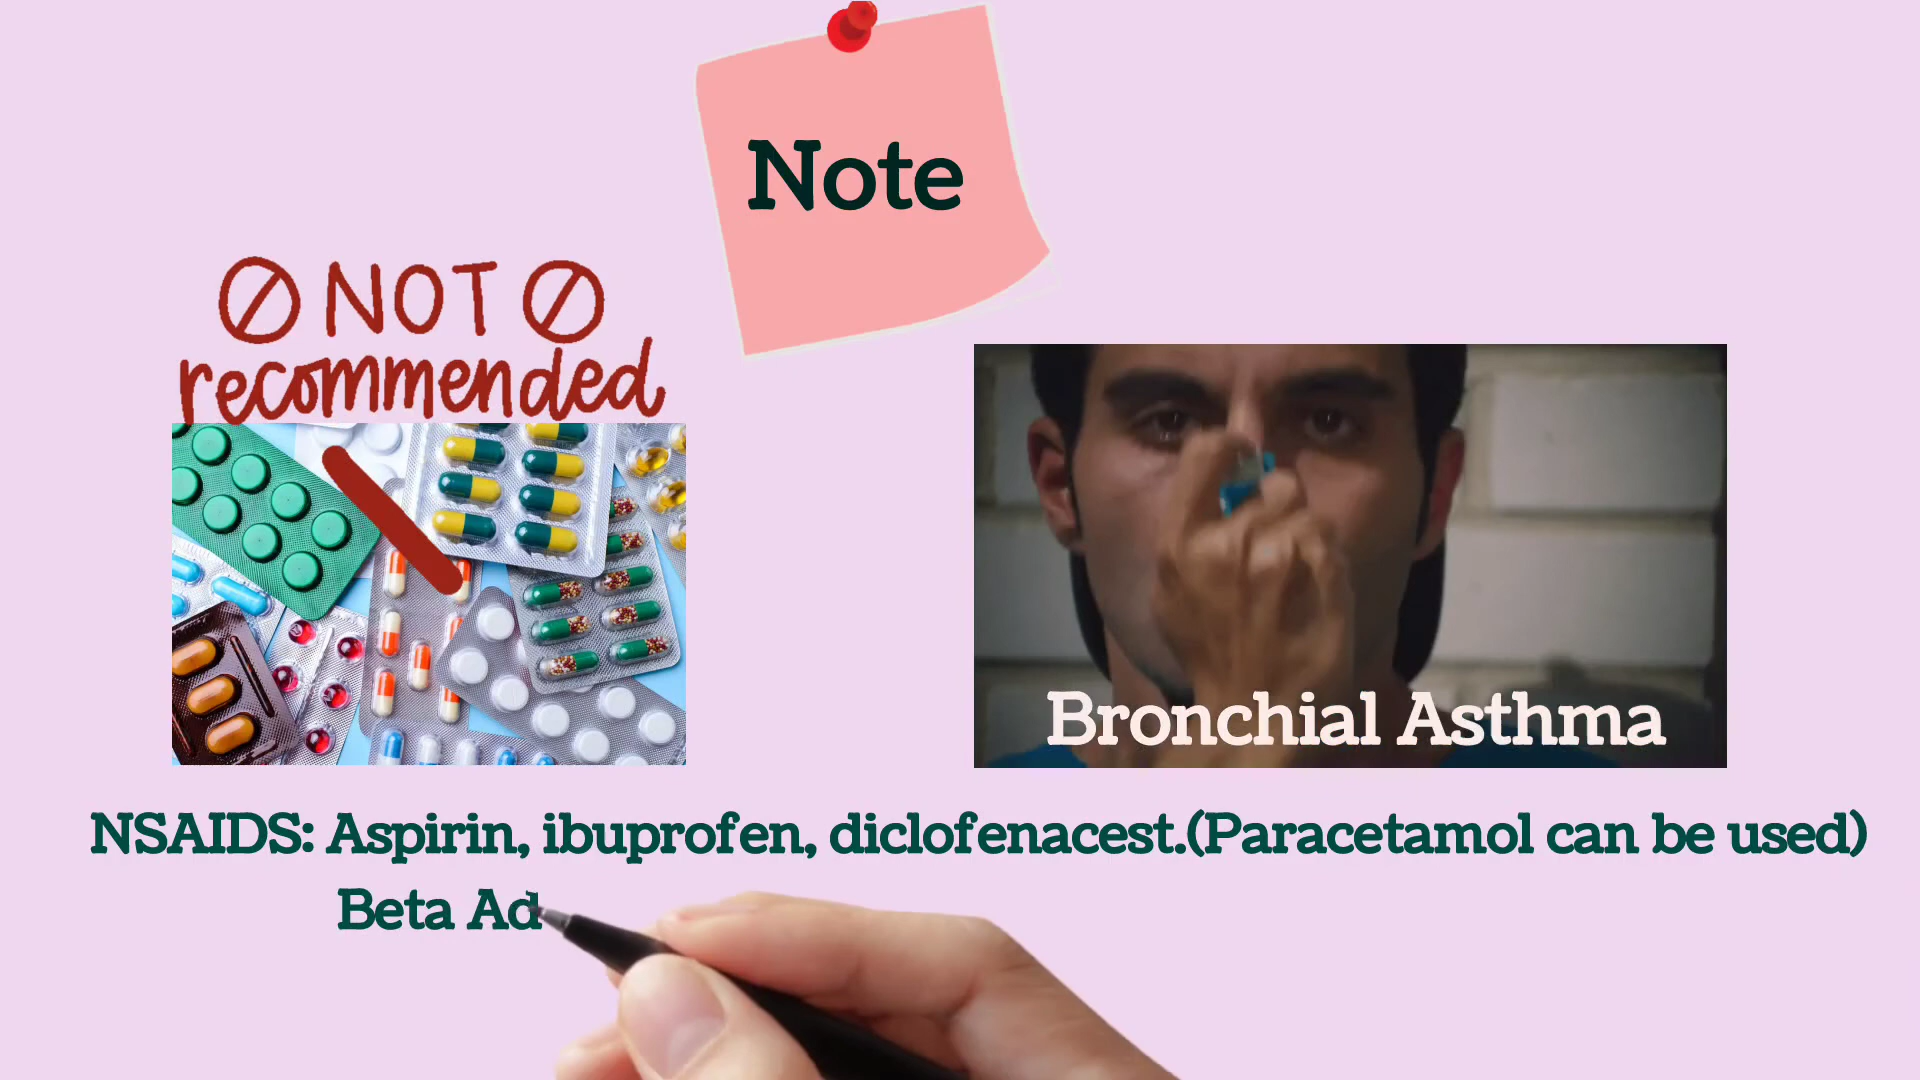 Note
NOT
recommended
Bronchial Asthma
NSAIDS: Aspirin, ibuprofen, diclofenacest.(Paracetamol can be used)
Beta Ad